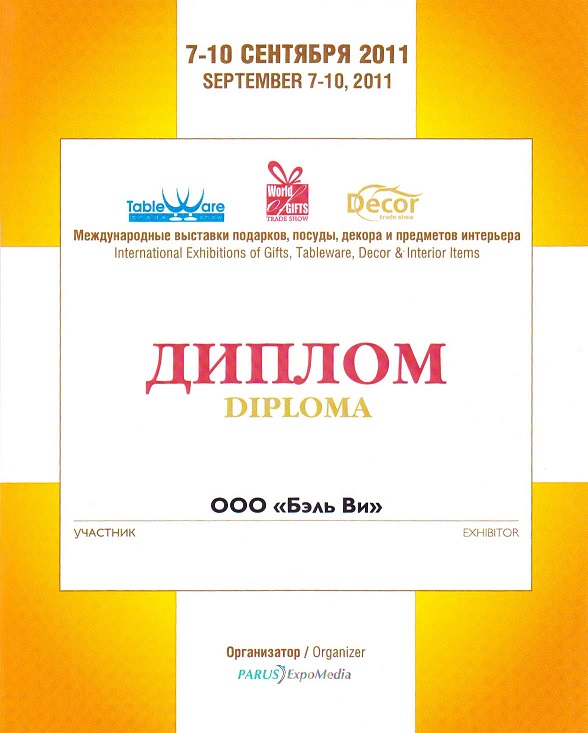 7-10 СЕНТЯБРЯ 2011
SEPTEMBER 7-10, 2011
TableWare
trade show
World
of GIFTS
TRADE SHOW
Decor
trade show
Международные выставки подарков, посуды, декора и предметов интерьера
International Exhibitions of Gifts, Tableware, Decor & Interior Items
ДИПЛОМ
DIPLOMA
ООО «Бэль Ви»
УЧАСТНИК EXHIBITOR
Организатор / Organizer
PARUS ExpoMedia